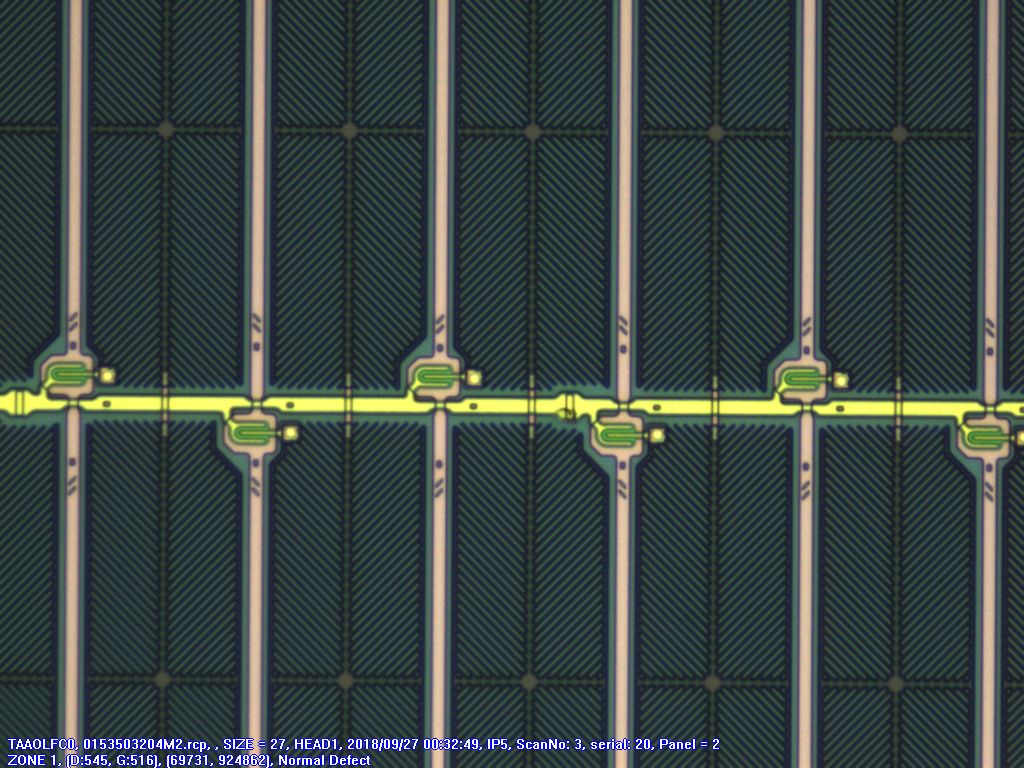 TAAOLFC0, 0153503204M2.rcp, , SIZE = 27, HEAD1, 2018/09/27 00:32:49, IP5, ScanNo: 3, serial: 20, Panel = 2
ZONE 1, [D:545, G:516], [69731, 924862], Normal Defect